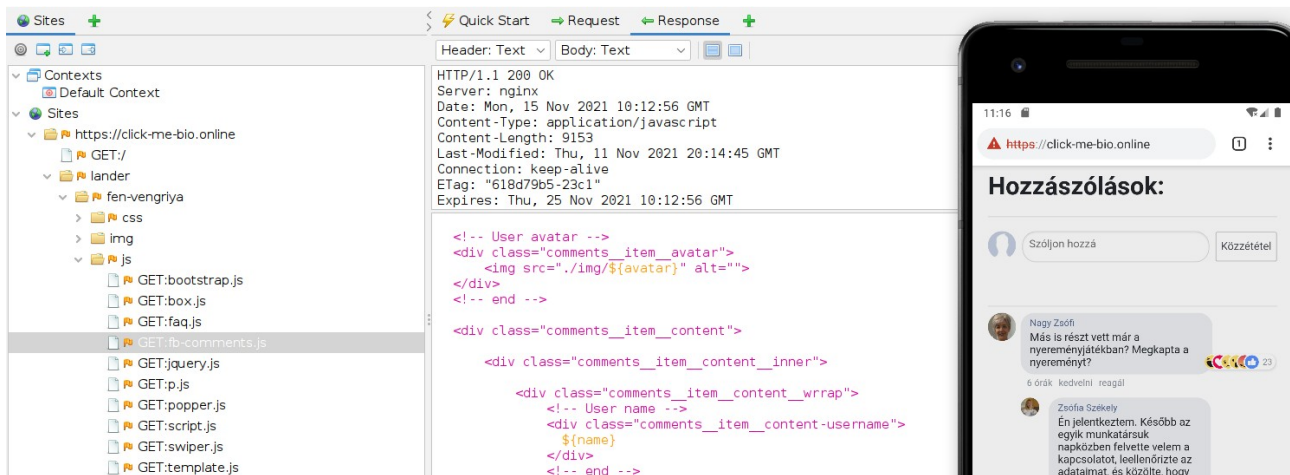 Sites
Quick Start
Request
Response
Header: Text
Body: Text
Contexts
Default Context
Sites
https://click-me-bio.online
GET:/
lander
fen-vengriya
css
img
js
GET:bootstrap.js
GET:box.js
GET:faq.js
GET:fb-comments.js
GET:jquery.js
GET:p.js
GET:popper.js
GET:script.js
GET:swiper.js
GET:template.js
HTTP/1.1 200 OK
Server: nginx
Date: Mon, 15 Nov 2021 10:12:56 GMT
Content-Type: application/javascript
Content-Length: 9153
Last-Modified: Thu, 11 Nov 2021 20:14:45 GMT
Connection: keep-alive
ETag: "618d79b5-23c1"
Expires: Thu, 25 Nov 2021 10:12:56 GMT
<!-- User avatar -->
<div class="comments__item_avatar">
<img src="./img/${avatar}" alt="">
</div>
<!-- end -->
<div class="comments__item__content">
<div class="comments__item__content__inner">
<div class="comments__item__content__wrrap">
<!-- User name -->
<div class="comments__item__content-username">
${name}
</div>
<!-- end -->
11:16
https://click-me-bio.online
1
Hozzászólások:
Szóljon hozzá
Közzététel
Nagy Zsófi
Más is részt vett már a
nyereményjátékban? Megkapta a
nyereményt?
23
6 órák kedvelni reagál
Zsófia Székely
Én jelentkeztem. Később az
egyik munkatársuk
napközben felvette velem a
kapcsolatot, leellenőrizte az
adataimat, és közölte, hogy